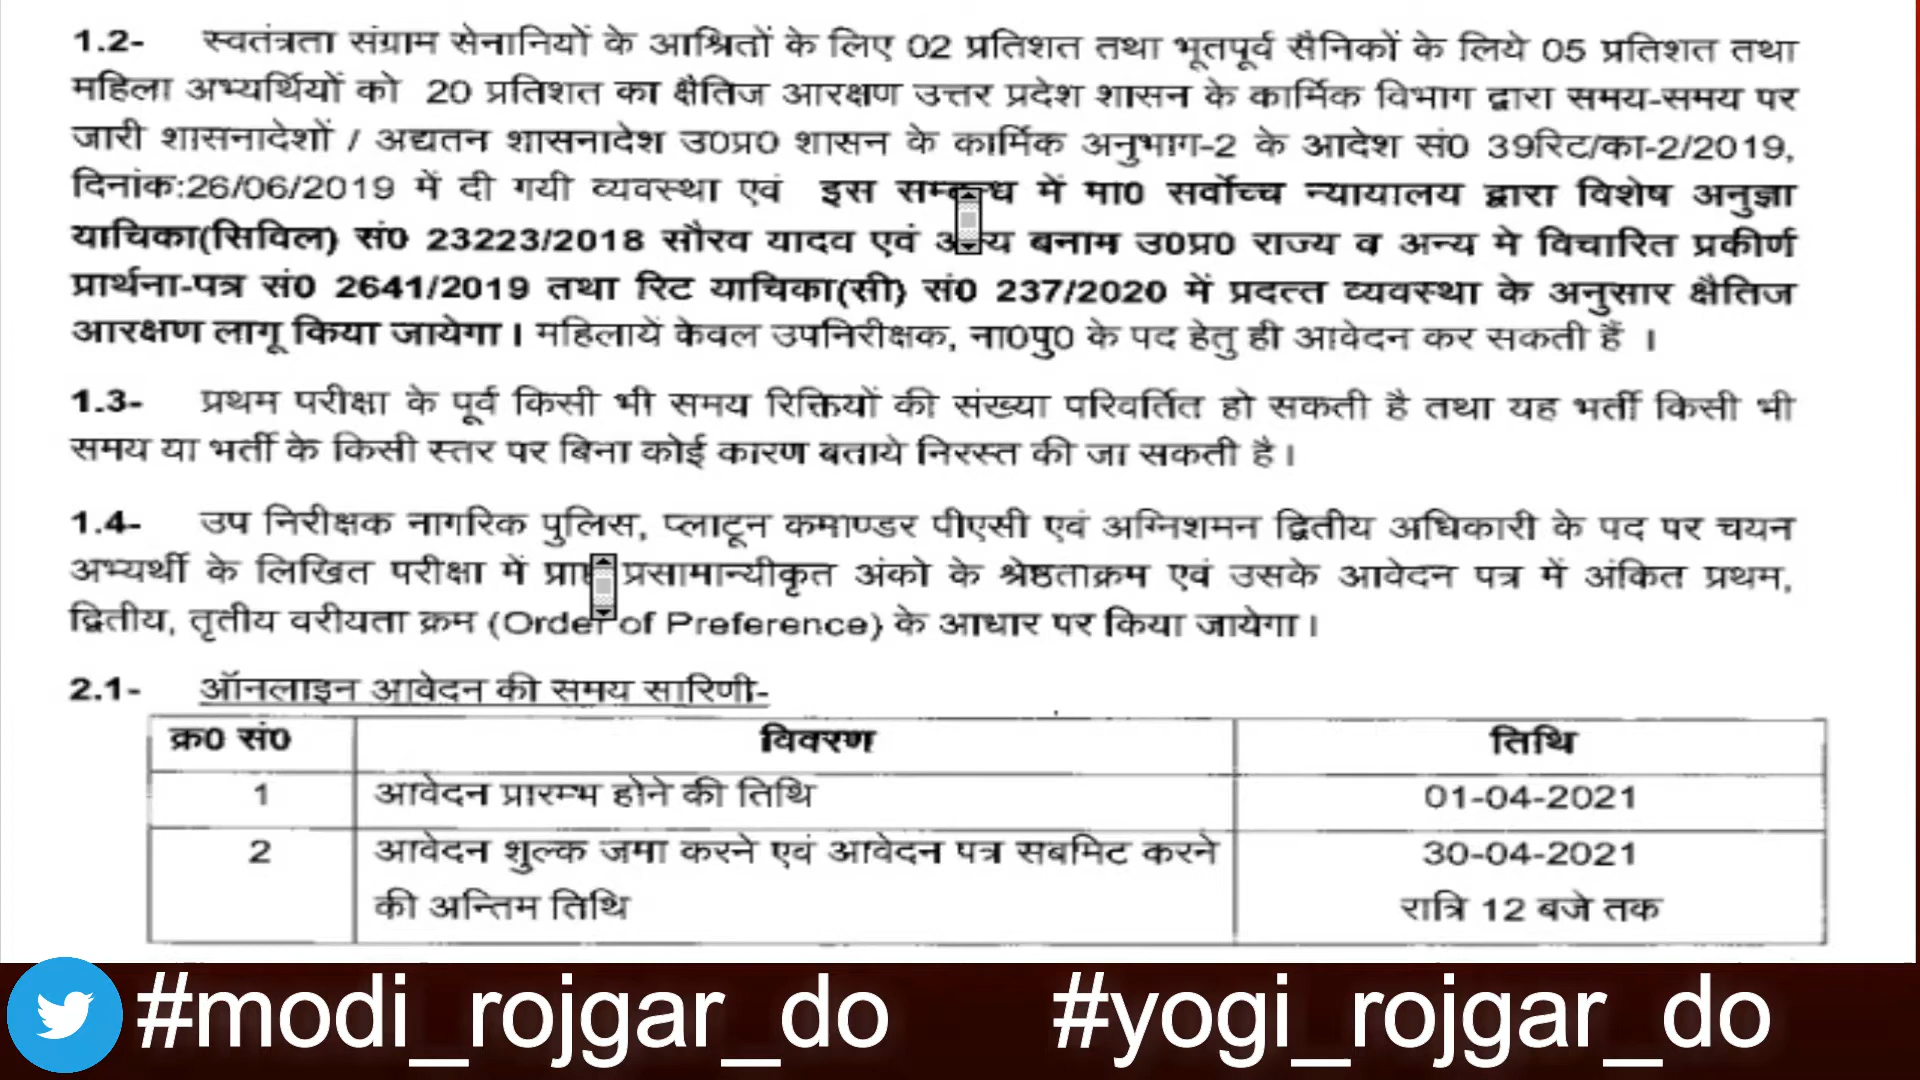 1.2- स्वतंत्रता संग्राम सेनानियों के आश्रितों के लिए 02 प्रतिशत तथा भूतपूर्व सैनिकों के लिये 05 प्रतिशत तथा
महिला अभ्यर्थियों को 20 प्रतिशत का क्षैतिज आरक्षण उत्तर प्रदेश शासन के कार्मिक विभाग द्वारा समय-समय पर
जारी शासनादेशों / अद्यतन शासनादेश उ0प्र0 शासन के कार्मिक अनुभाग-2 के आदेश सं0 39रिट/का-2/2019,
दिनांक:26/06/2019 में दी गयी व्यवस्था एवं इस सम्बन्ध में मा0 सर्वोच्च न्यायालय द्वारा विशेष अनुज्ञा
याचिका(सिविल) सं0 23223/2018 सौरव यादव एवं अन्य बनाम उ0प्र0 राज्य व अन्य मे विचारित प्रकीर्ण
प्रार्थना-पत्र सं0 2641/2019 तथा रिट याचिका(सी) सं0 237/2020 में प्रदत्त व्यवस्था के अनुसार क्षैतिज
आरक्षण लागू किया जायेगा। महिलायें केवल उपनिरीक्षक, ना0पु0 के पद हेतु ही आवेदन कर सकती हैं ।
1.3- प्रथम परीक्षा के पूर्व किसी भी समय रिक्तियों की संख्या परिवर्तित हो सकती है तथा यह भर्ती किसी भी
समय या भर्ती के किसी स्तर पर बिना कोई कारण बताये निरस्त की जा सकती है।
1.4- उप निरीक्षक नागरिक पुलिस, प्लाटून कमाण्डर पीएसी एवं अग्निशमन द्वितीय अधिकारी के पद पर चयन
अभ्यर्थी के लिखित परीक्षा में प्राप्त प्रसामान्यीकृत अंको के श्रेष्ठताक्रम एवं उसके आवेदन पत्र में अंकित प्रथम,
द्वितीय, तृतीय वरीयता क्रम (Order of Preference) के आधार पर किया जायेगा।
2.1- ऑनलाइन आवेदन की समय सारिणी-
क्र0 सं0 विवरण तिथि
1 आवेदन प्रारम्भ होने की तिथि 01-04-2021
2 आवेदन शुल्क जमा करने एवं आवेदन पत्र सबमिट करने 30-04-2021
की अन्तिम तिथि रात्रि 12 बजे तक
#modi_rojgar_do #yogi_rojgar_do